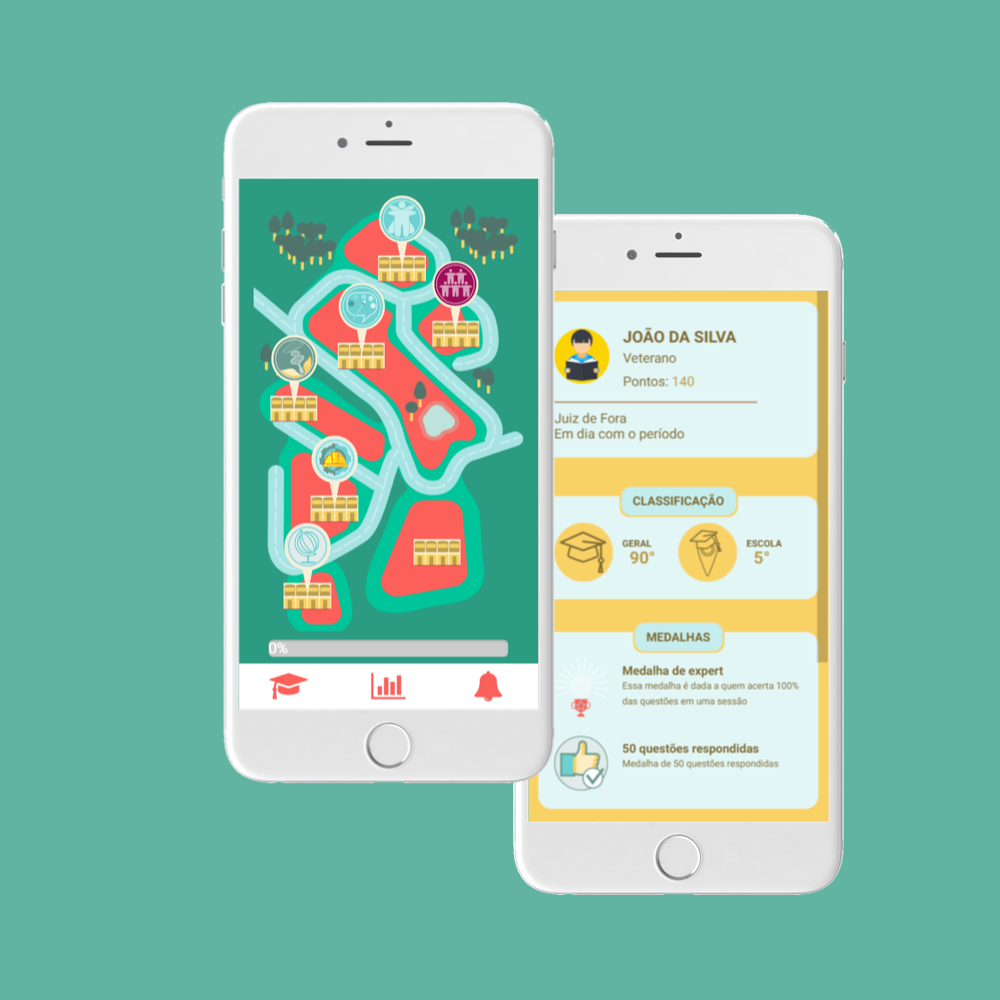 0%
JOÃO DA SILVA
Veterano
Pontos: 140
Juiz de Fora
Em dia com o período
CLASSIFICAÇÃO
GERAL
90°
ESCOLA
5°
MEDALHAS
Medalha de expert
Essa medalha é dada a quem acerta 100%
das questões em uma sessão
50 questões respondidas
Medalha de 50 questões respondidas